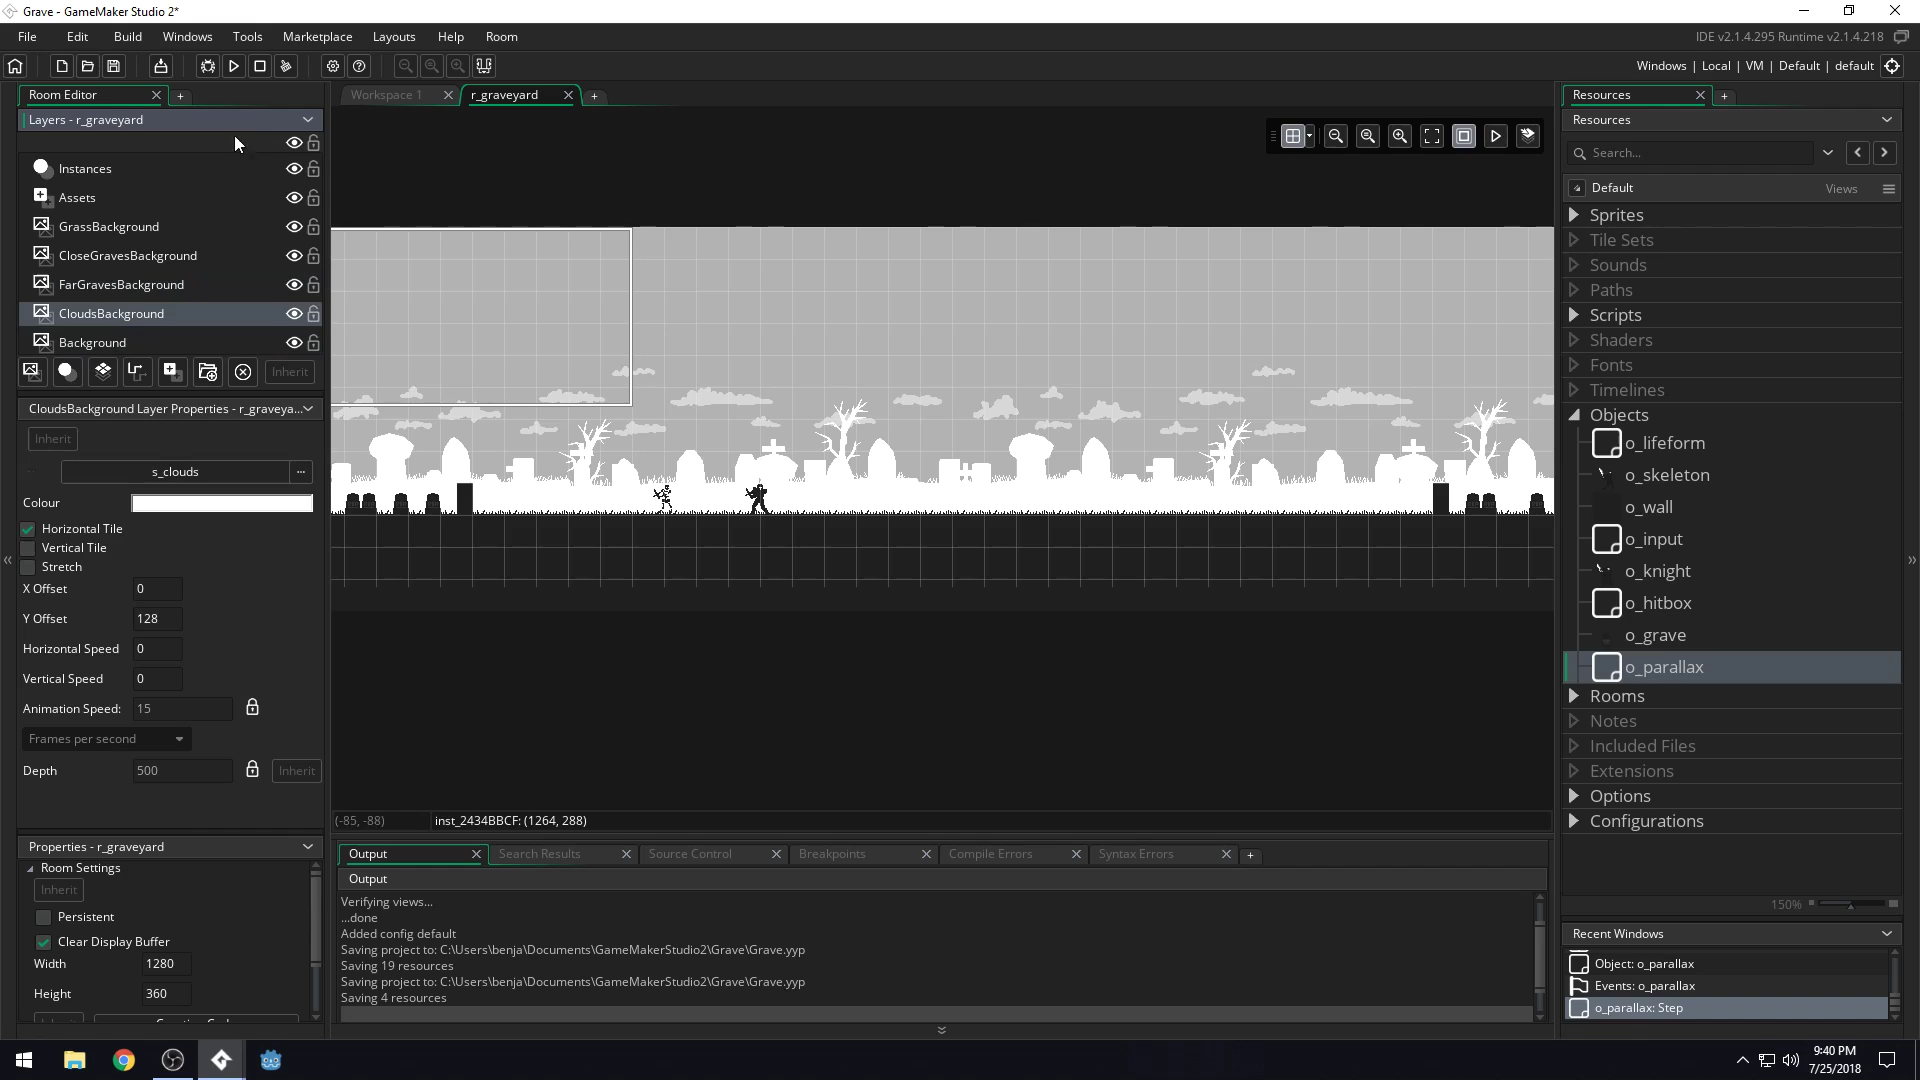 Grave - GameMaker Studio 2*
File Edit Build Windows Tools Marketplace Layouts Help Room
IDE v2.1.4.295 Runtime v2.1.4.218
Windows | Local | VM | Default | default
Room Editor
Layers - r_graveyard
Instances
Assets
GrassBackground
CloseGravesBackground
FarGravesBackground
CloudsBackground
Background
Inherit
CloudsBackground Layer Properties - r_graveya...
Inherit
s_clouds ...
Colour
Horizontal Tile
Vertical Tile
Stretch
X Offset 0
Y Offset 128
Horizontal Speed 0
Vertical Speed 0
Animation Speed: 15
Frames per second
Depth 500 Inherit
Properties - r_graveyard
Room Settings
Inherit
Persistent
Clear Display Buffer
Width 1280
Height 360
Workspace 1 r_graveyard
(-85, -88) inst_2434BBCF: (1264, 288)
Output Search Results Source Control Breakpoints Compile Errors Syntax Errors
Output
Verifying views...
...done
Added config default
Saving project to: C:\Users\benja\Documents\GameMakerStudio2\Grave\Grave.yyp
Saving 19 resources
Saving project to: C:\Users\benja\Documents\GameMakerStudio2\Grave\Grave.yyp
Saving 4 resources
Resources
Resources
Search...
Default Views
Sprites
Tile Sets
Sounds
Paths
Scripts
Shaders
Fonts
Timelines
Objects
o_lifeform
o_skeleton
o_wall
o_input
o_knight
o_hitbox
o_grave
o_parallax
Rooms
Notes
Included Files
Extensions
Options
Configurations
150%
Recent Windows
Object: o_parallax
Events: o_parallax
o_parallax: Step
9:40 PM
7/25/2018